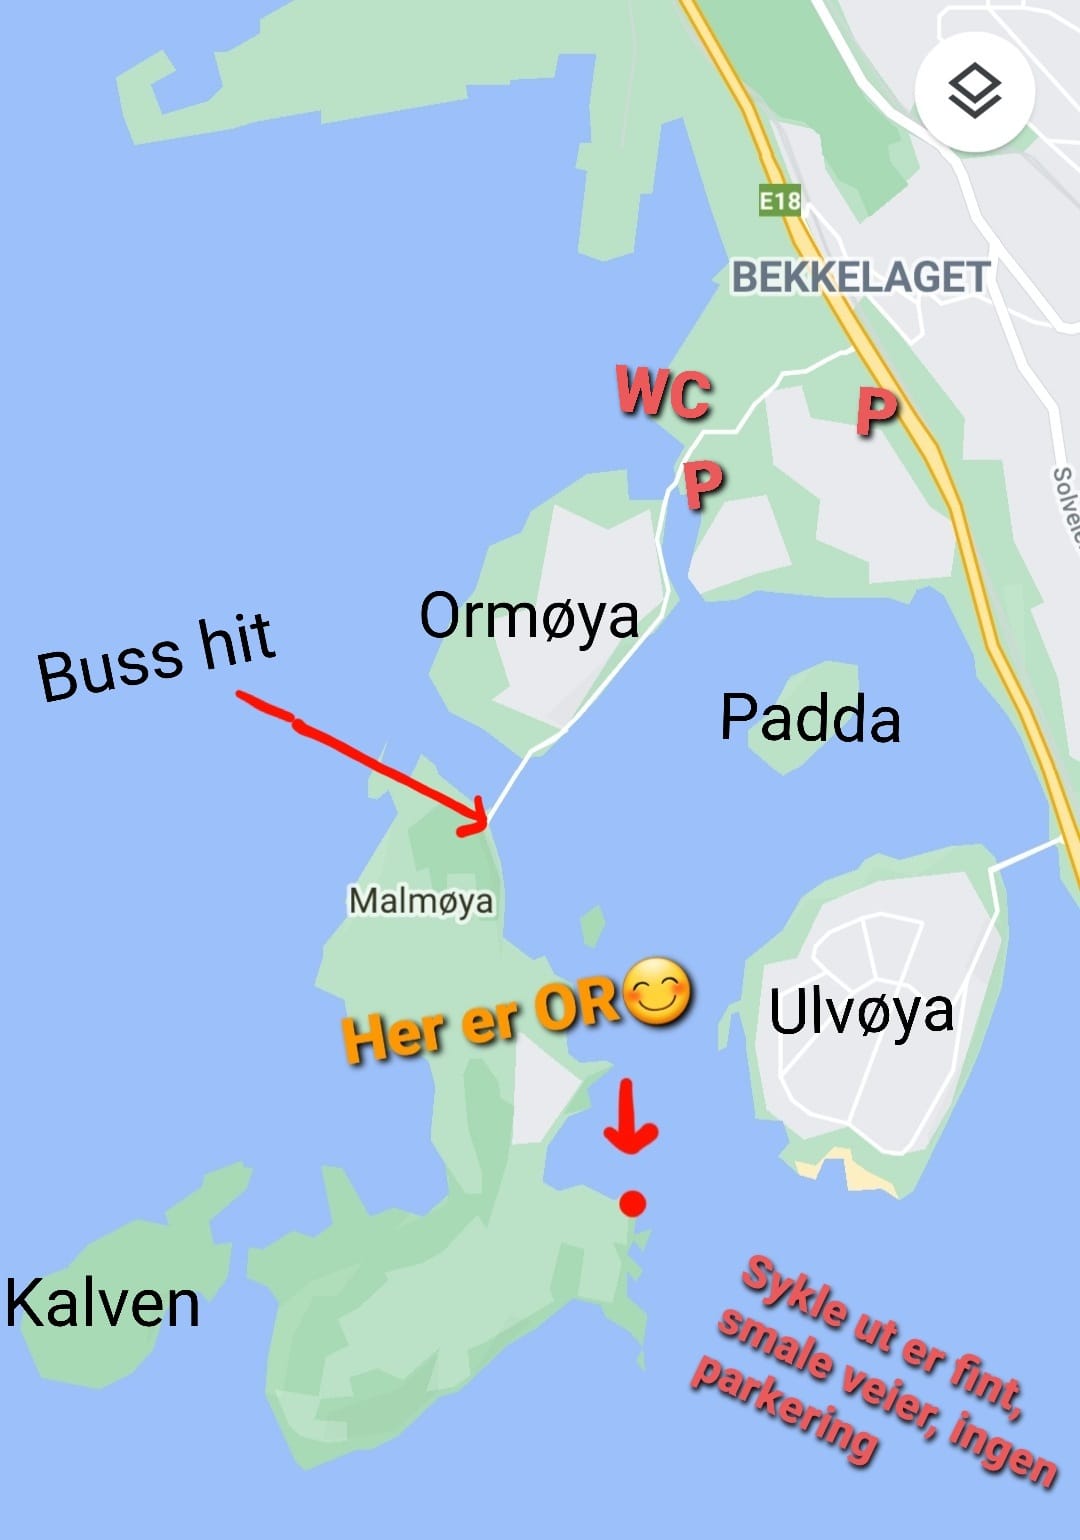 E18
BEKKELAGET
WC
P
P
Ormøya
Buss hit
Padda
Malmøya
Her er OR😊
Ulvøya
Kalven
Sykle ut er fint,
smale veier, ingen
parkering